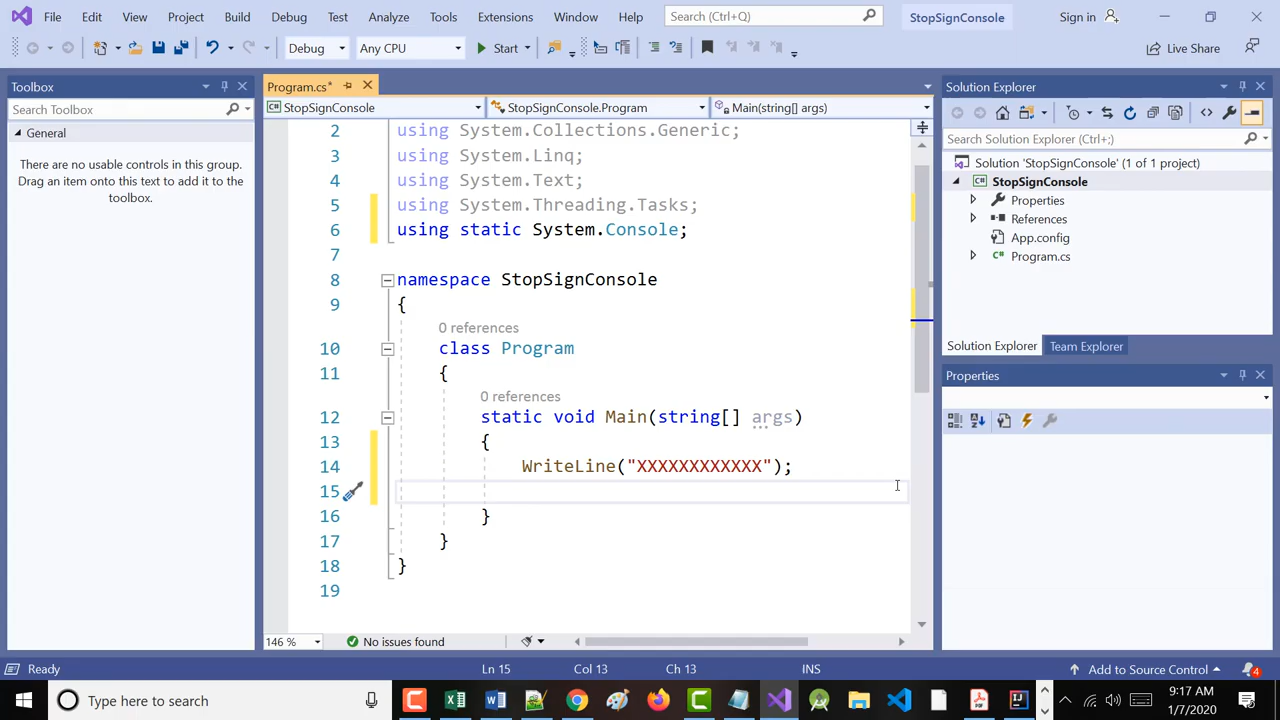 File Edit View Project Build Debug Test Analyze Tools Extensions Window Help Search (Ctrl+Q) StopSignConsole Sign in
Debug Any CPU Start Live Share
Toolbox
Search Toolbox
General
There are no usable controls in this group.
Drag an item onto this text to add it to the
toolbox.
Program.cs*
StopSignConsole StopSignConsole.Program Main(string[] args)
2 using System.Collections.Generic;
3 using System.Linq;
4 using System.Text;
5 using System.Threading.Tasks;
6 using static System.Console;
7
8 namespace StopSignConsole
9 {
0 references
10 class Program
11 {
0 references
12 static void Main(string[] args)
13 {
14 WriteLine("XXXXXXXXXXXX");
15
16 }
17 }
18 }
19
146 % No issues found
Solution Explorer
Search Solution Explorer (Ctrl+;)
Solution 'StopSignConsole' (1 of 1 project)
C# StopSignConsole
Properties
References
App.config
C# Program.cs
Solution Explorer Team Explorer
Properties
Ready Ln 15 Col 13 Ch 13 INS Add to Source Control 4
Type here to search
9:17 AM
1/7/2020
4